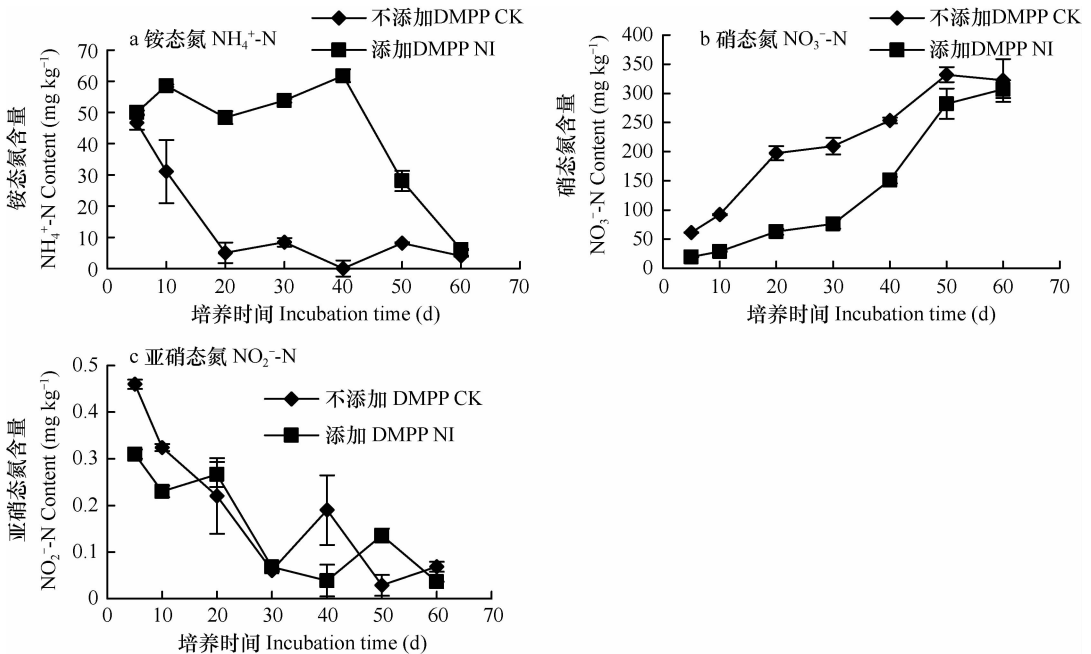 a 铵态氮 NH₄⁺-N
不添加DMPP CK
添加DMPP NI
铵态氮含量
NH₄⁺-N Content (mg kg⁻¹)
70
60
50
40
30
20
10
0
0 10 20 30 40 50 60 70
培养时间 Incubation time (d)
b 硝态氮 NO₃⁻-N
不添加DMPP CK
添加DMPP NI
硝态氮含量
NO₃⁻-N Content (mg kg⁻¹)
400
350
300
250
200
150
100
50
0
0 10 20 30 40 50 60 70
培养时间 Incubation time (d)
c 亚硝态氮 NO₂⁻-N
不添加 DMPP CK
添加 DMPP NI
亚硝态氮含量
NO₂⁻-N Content (mg kg⁻¹)
0.5
0.4
0.3
0.2
0.1
0
0 10 20 30 40 50 60 70
培养时间 Incubation time (d)